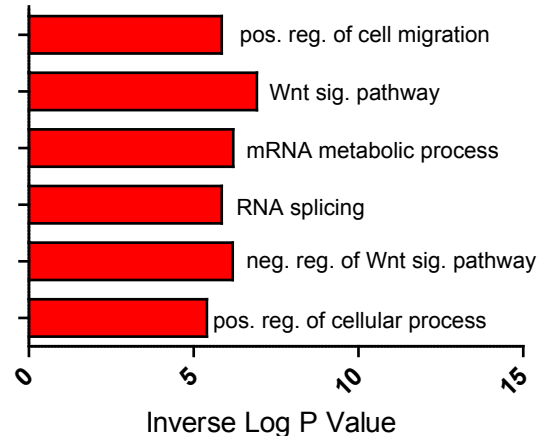 pos. reg. of cell migration
Wnt sig. pathway
mRNA metabolic process
RNA splicing
neg. reg. of Wnt sig. pathway
pos. reg. of cellular process
0 5 10 15
Inverse Log P Value